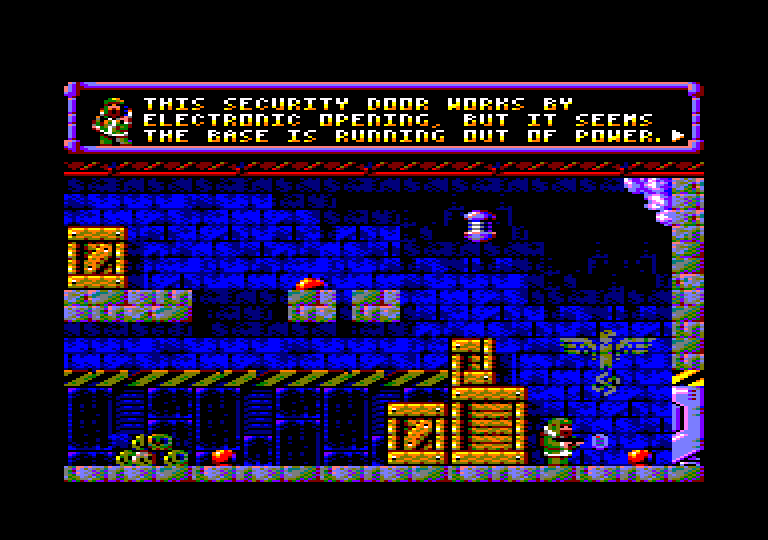 THIS SECURITY DOOR WORKS BY
ELECTRONIC OPENING, BUT IT SEEMS
THE BASE IS RUNNING OUT OF POWER.